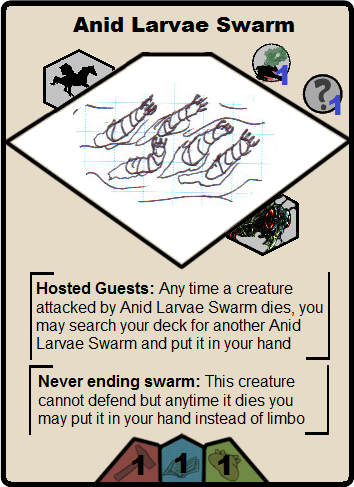 Anid Larvae Swarm
1
?
1
Hosted Guests: Any time a creature
attacked by Anid Larvae Swarm dies, you
may search your deck for another Anid
Larvae Swarm and put it in your hand
Never ending swarm: This creature
cannot defend but anytime it dies you
may put it in your hand instead of limbo
1 1 1